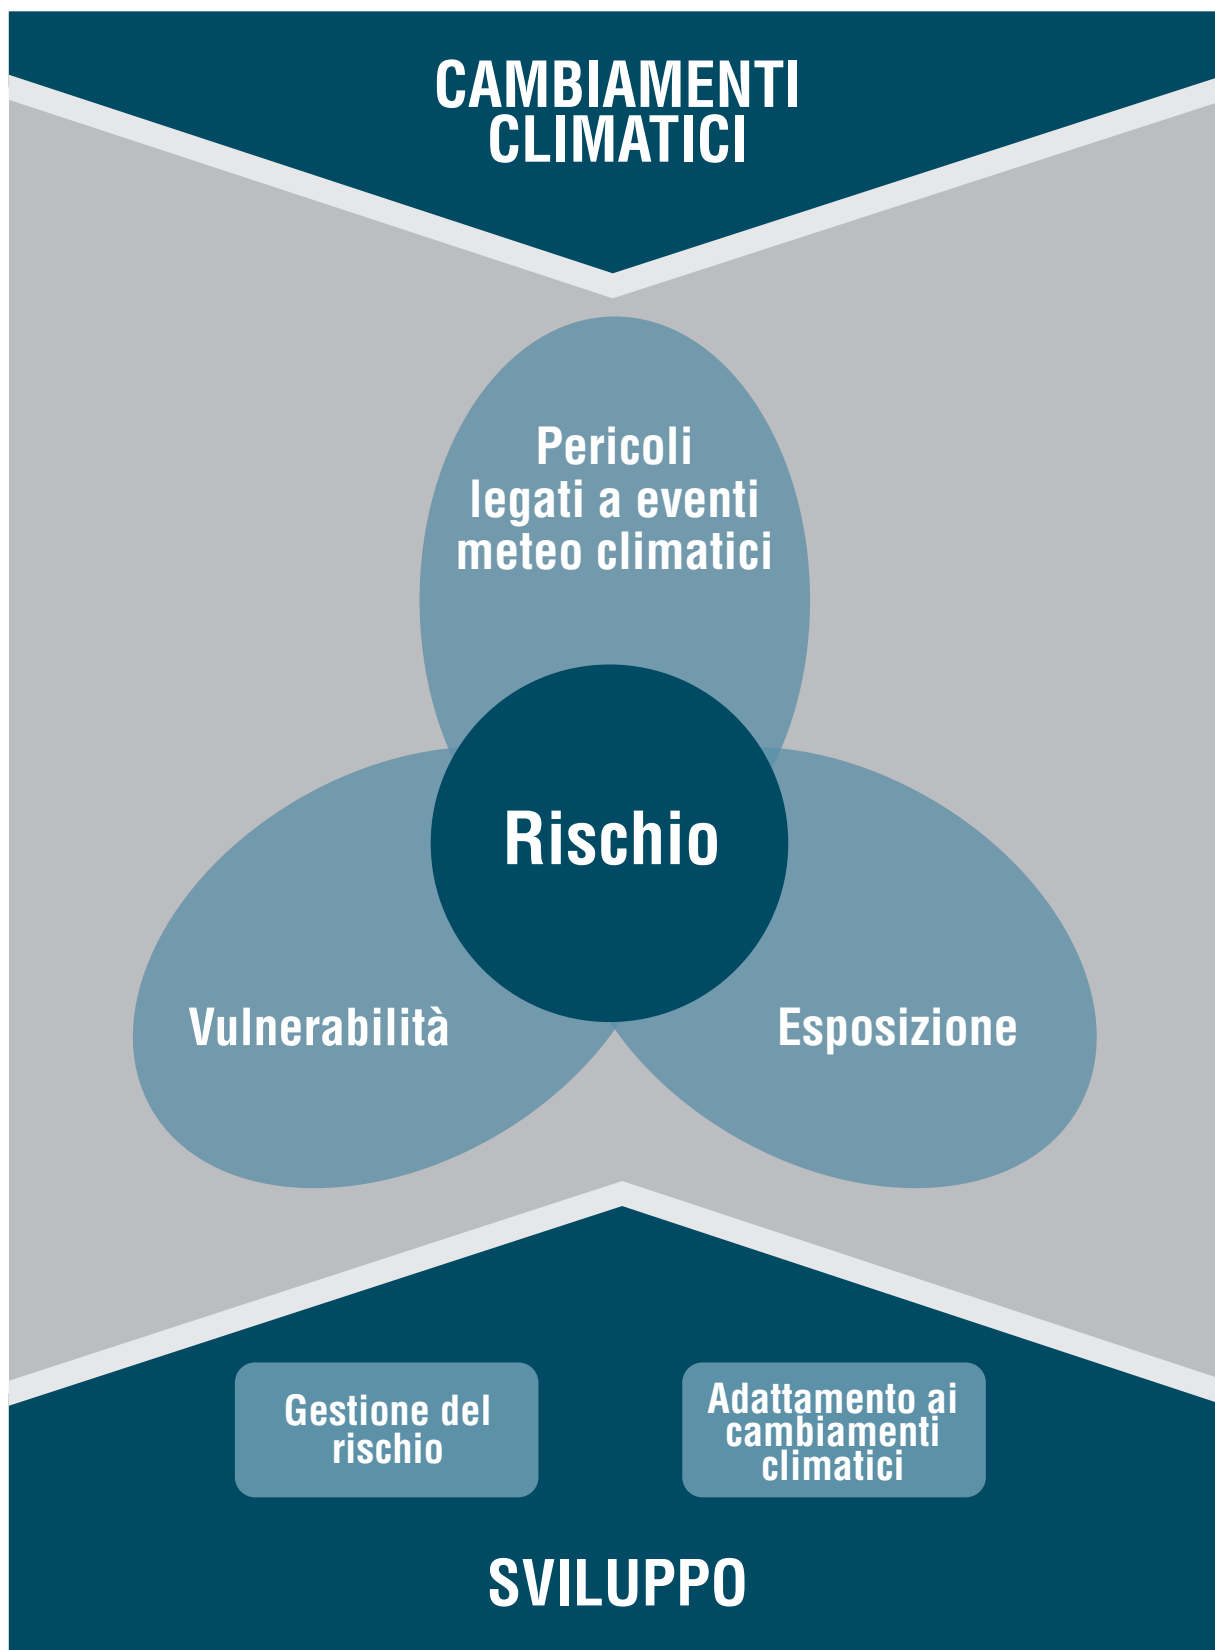 CAMBIAMENTI
CLIMATICI
Pericoli
legati a eventi
meteo climatici
Rischio
Vulnerabilità
Esposizione
Gestione del
rischio
Adattamento ai
cambiamenti
climatici
SVILUPPO